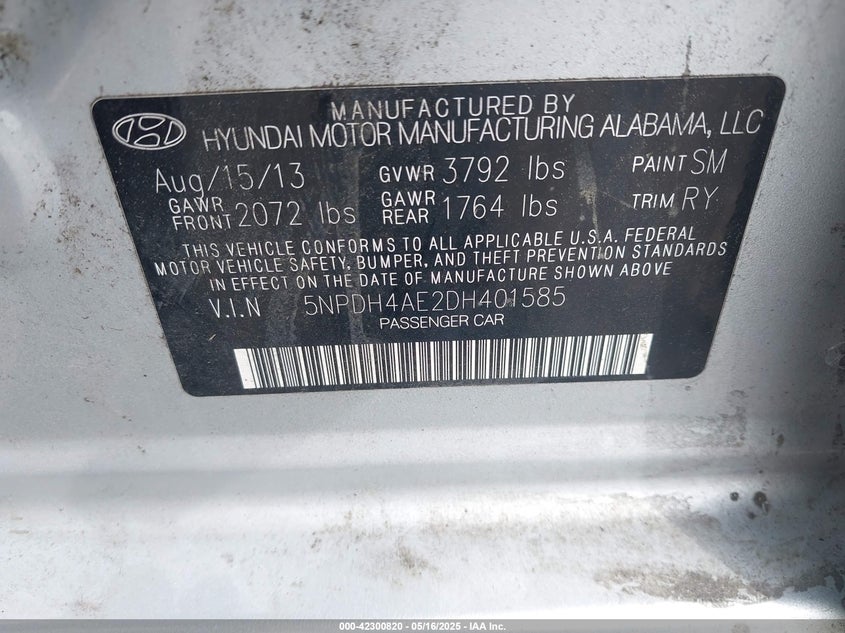 MANUFACTURED BY
HYUNDAI MOTOR MANUFACTURING ALABAMA, LLC
Aug/15/13 GVWR 3792 lbs PAINT SM
GAWR FRONT 2072 lbs GAWR REAR 1764 lbs TRIM RY
THIS VEHICLE CONFORMS TO ALL APPLICABLE U.S.A. FEDERAL
MOTOR VEHICLE SAFETY, BUMPER, AND THEFT PREVENTION STANDARDS
IN EFFECT ON THE DATE OF MANUFACTURE SHOWN ABOVE
V.I.N 5NPDH4AE2DH401585
PASSENGER CAR
000-42300820 - 05/16/2025 - IAA Inc.